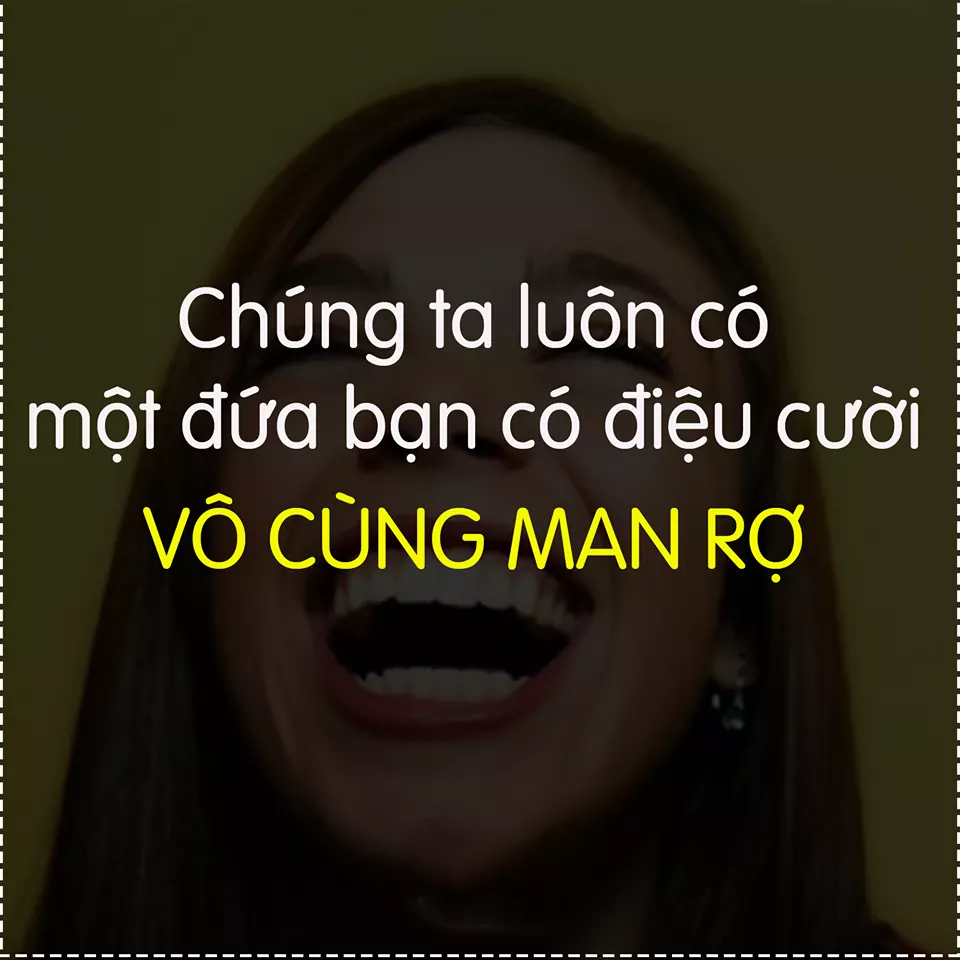 Chúng ta luôn có
một đứa bạn có điệu cười
VÔ CÙNG MAN RỢ